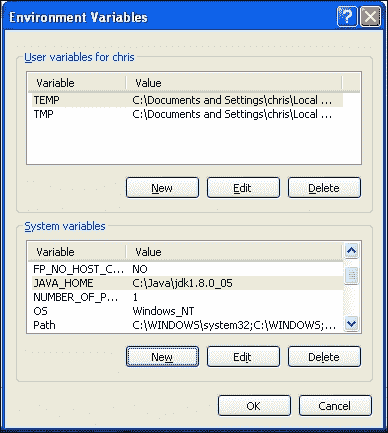 Environment Variables
User variables for chris
Variable Value
TEMP C:\Documents and Settings\chris\Local ...
TMP C:\Documents and Settings\chris\Local ...
New Edit Delete
System variables
Variable Value
FP_NO_HOST_C... NO
JAVA_HOME C:\Java\jdk1.8.0_05
NUMBER_OF_P... 1
OS Windows_NT
Path C:\WINDOWS\system32;C:\WINDOWS;...
New Edit Delete
OK Cancel